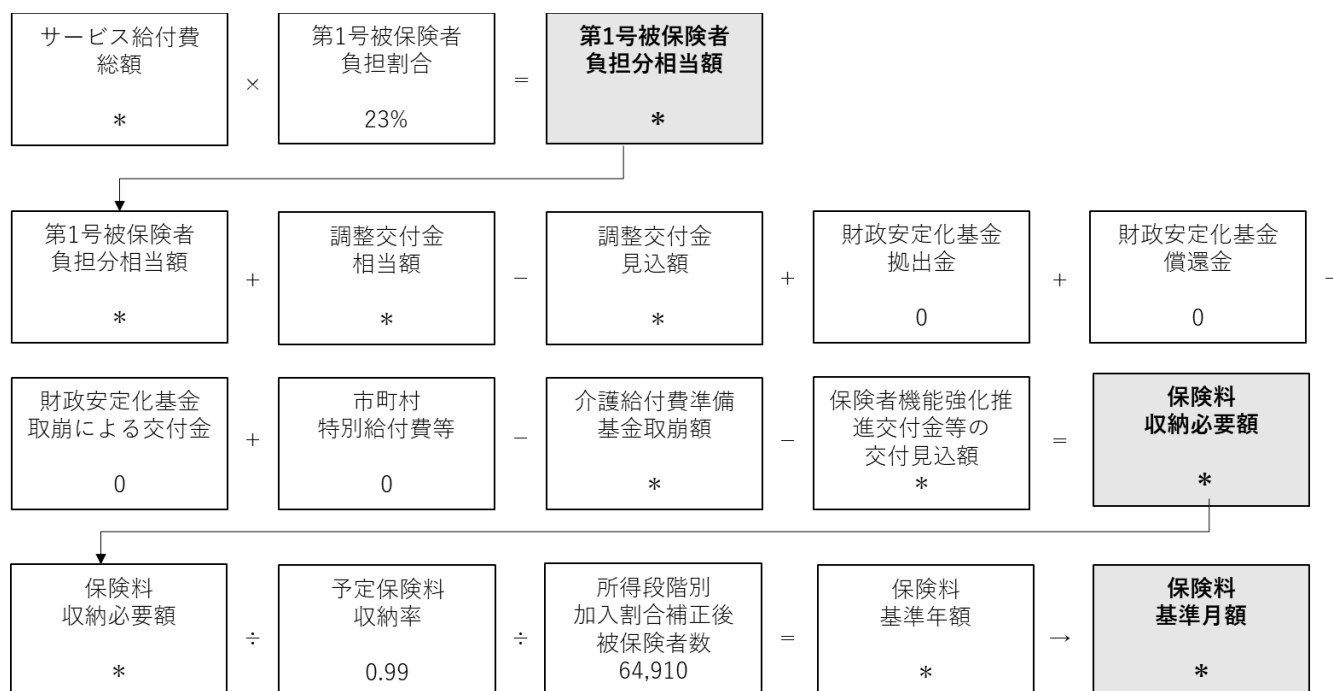 サービス給付費
総額
*
×
第1号被保険者
負担割合
23%
=
第1号被保険者
負担分相当額
*
第1号被保険者
負担分相当額
*
+
調整交付金
相当額
*
−
調整交付金
見込額
*
+
財政安定化基金
拠出金
0
+
財政安定化基金
償還金
0
−
財政安定化基金
取崩による交付金
0
+
市町村
特別給付費等
0
−
介護給付費準備
基金取崩額
*
−
保険者機能強化推
進交付金等の
交付見込額
*
=
保険料
収納必要額
*
保険料
収納必要額
*
÷
予定保険料
収納率
0.99
÷
所得段階別
加入割合補正後
被保険者数
64,910
=
保険料
基準年額
*
→
保険料
基準月額
*